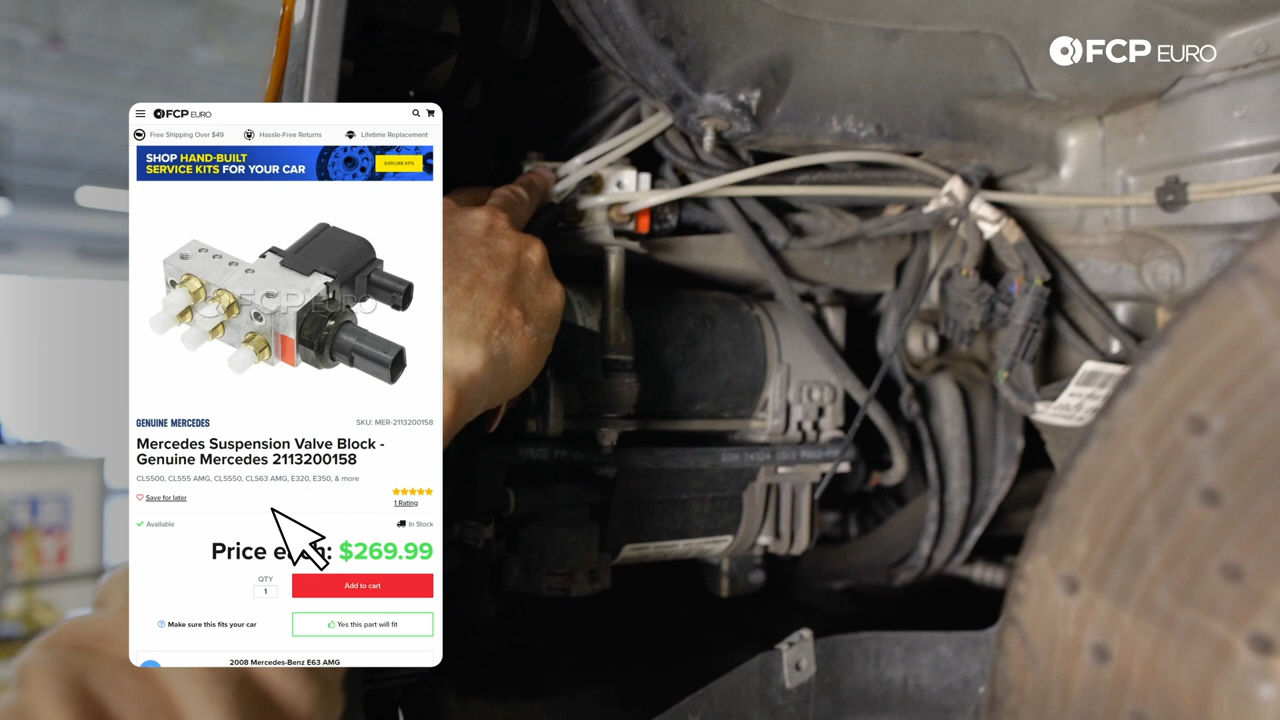 FCP EURO
FCP EURO
Free Shipping Over $49
Hassle-Free Returns
Lifetime Replacement
SHOP HAND-BUILT
SERVICE KITS FOR YOUR CAR
EXPLORE KITS
FCP EURO
GENUINE MERCEDES
SKU: MER-2113200158
Mercedes Suspension Valve Block -
Genuine Mercedes 2113200158
CLS500, CLS55 AMG, CLS550, CLS63 AMG, E320, E350, & more
Save for later
1 Rating
Available
In Stock
$269.99
QTY
1
Add to cart
Make sure this fits your car
Yes this part will fit
2008 Mercedes-Benz E63 AMG